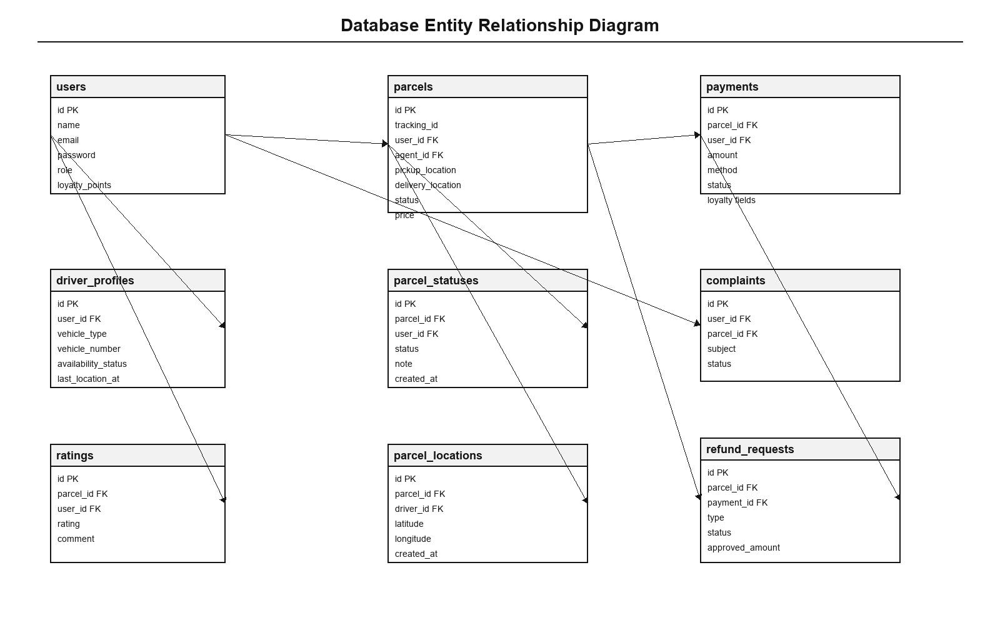 Database Entity Relationship Diagram
users
id PK
name
email
password
role
loyalty_points
parcels
id PK
tracking_id
user_id FK
agent_id FK
pickup_location
delivery_location
status
price
payments
id PK
parcel_id FK
user_id FK
amount
method
status
loyalty fields
driver_profiles
id PK
user_id FK
vehicle_type
vehicle_number
availability_status
last_location_at
parcel_statuses
id PK
parcel_id FK
user_id FK
status
note
created_at
complaints
id PK
user_id FK
parcel_id FK
subject
status
ratings
id PK
parcel_id FK
user_id FK
rating
comment
parcel_locations
id PK
parcel_id FK
driver_id FK
latitude
longitude
created_at
refund_requests
id PK
parcel_id FK
payment_id FK
type
status
approved_amount